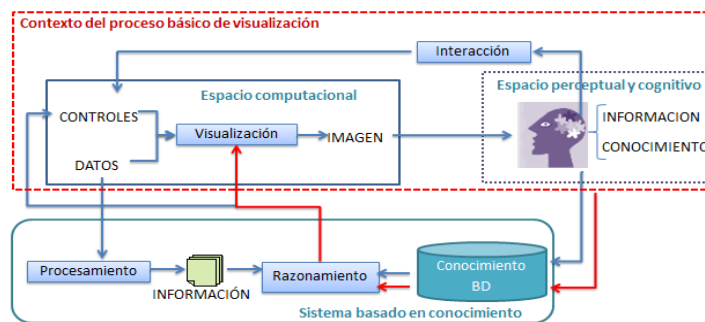 Contexto del proceso básico de visualización
Interacción
Espacio computacional
Espacio perceptual y cognitivo
CONTROLES
Visualización
IMAGEN
DATOS
INFORMACION
CONOCIMIENTO
Procesamiento
INFORMACIÓN
Razonamiento
Conocimiento
BD
Sistema basado en conocimiento